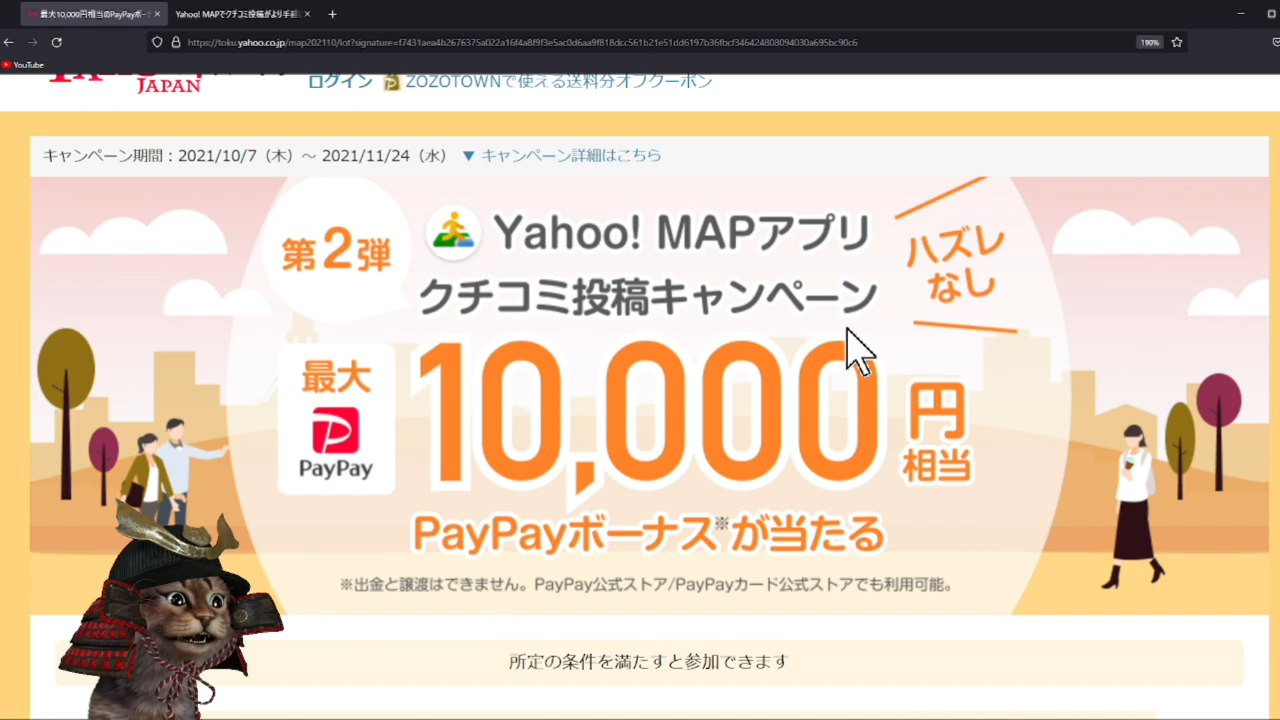 最大10,000円相当のPayPayボー
Yahoo! MAPでクチコミ投稿がより手軽に
https://toku.yahoo.co.jp/map202110/lot?signature=f7431aea4b2676375a022a16f4a8f9f3e5ac0d6aa9f818dcc561b21e51dd6197b36fbcf346424808094030a695bc90c6
190%
YouTube
JAPAN
ログイン
ZOZOTOWNで使える送料分オフクーポン
キャンペーン期間：2021/10/7（木）～ 2021/11/24（水） ▼ キャンペーン詳細はこちら
第2弾
Yahoo! MAPアプリ
クチコミ投稿キャンペーン
ハズレ
なし
最大
PayPay
10,000
円
相当
PayPayボーナス※が当たる
※出金と譲渡はできません。PayPay公式ストア/PayPayカード公式ストアでも利用可能。
所定の条件を満たすと参加できます